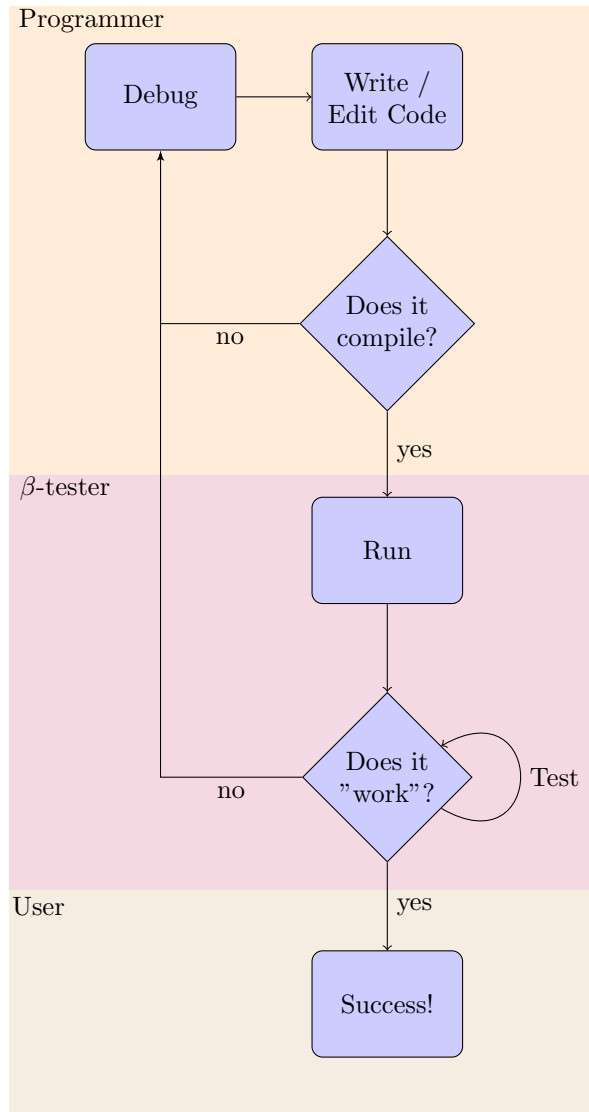 Programmer
Debug
Write /
Edit Code
Does it
compile?
no
yes
β-tester
Run
Does it
"work"?
Test
no
yes
User
Success!